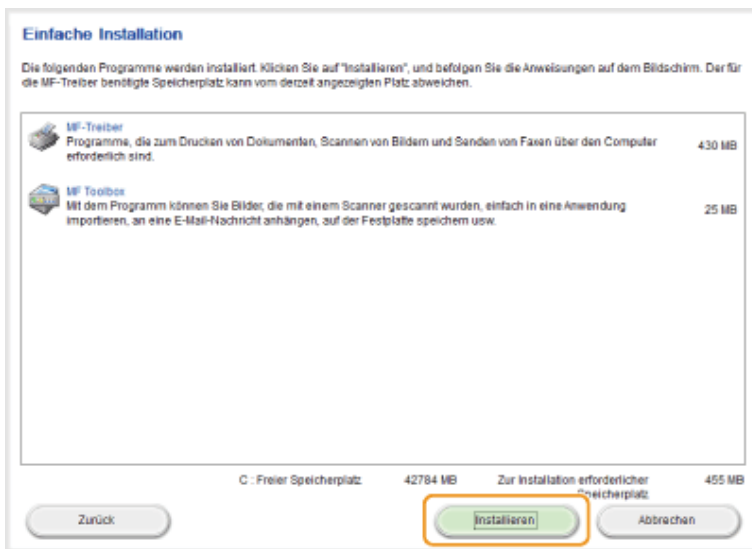 Einfache Installation
Die folgenden Programme werden installiert. Klicken Sie auf "Installieren", und befolgen Sie die Anweisungen auf dem Bildschirm. Der für
die MF-Treiber benötigte Speicherplatz kann vom derzeit angezeigten Platz abweichen.
MF-Treiber
Programme, die zum Drucken von Dokumenten, Scannen von Bildern und Senden von Faxen über den Computer
erforderlich sind.
430 MB
MF Toolbox
Mit dem Programm können Sie Bilder, die mit einem Scanner gescannt wurden, einfach in eine Anwendung
importieren, an eine E-Mail-Nachricht anhängen, auf der Festplatte speichern usw.
25 MB
C : Freier Speicherplatz 42784 MB Zur Installation erforderlicher 455 MB
Speicherplatz
Zurück Installieren Abbrechen